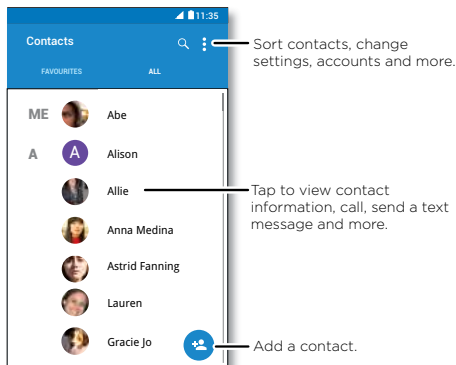 11:35
Contacts
Sort contacts, change
settings, accounts and more.
FAVOURITES ALL
ME Abe
A A Alison
Allie
Tap to view contact
information, call, send a text
message and more.
Anna Medina
Astrid Fanning
Lauren
Gracie Jo
Add a contact.